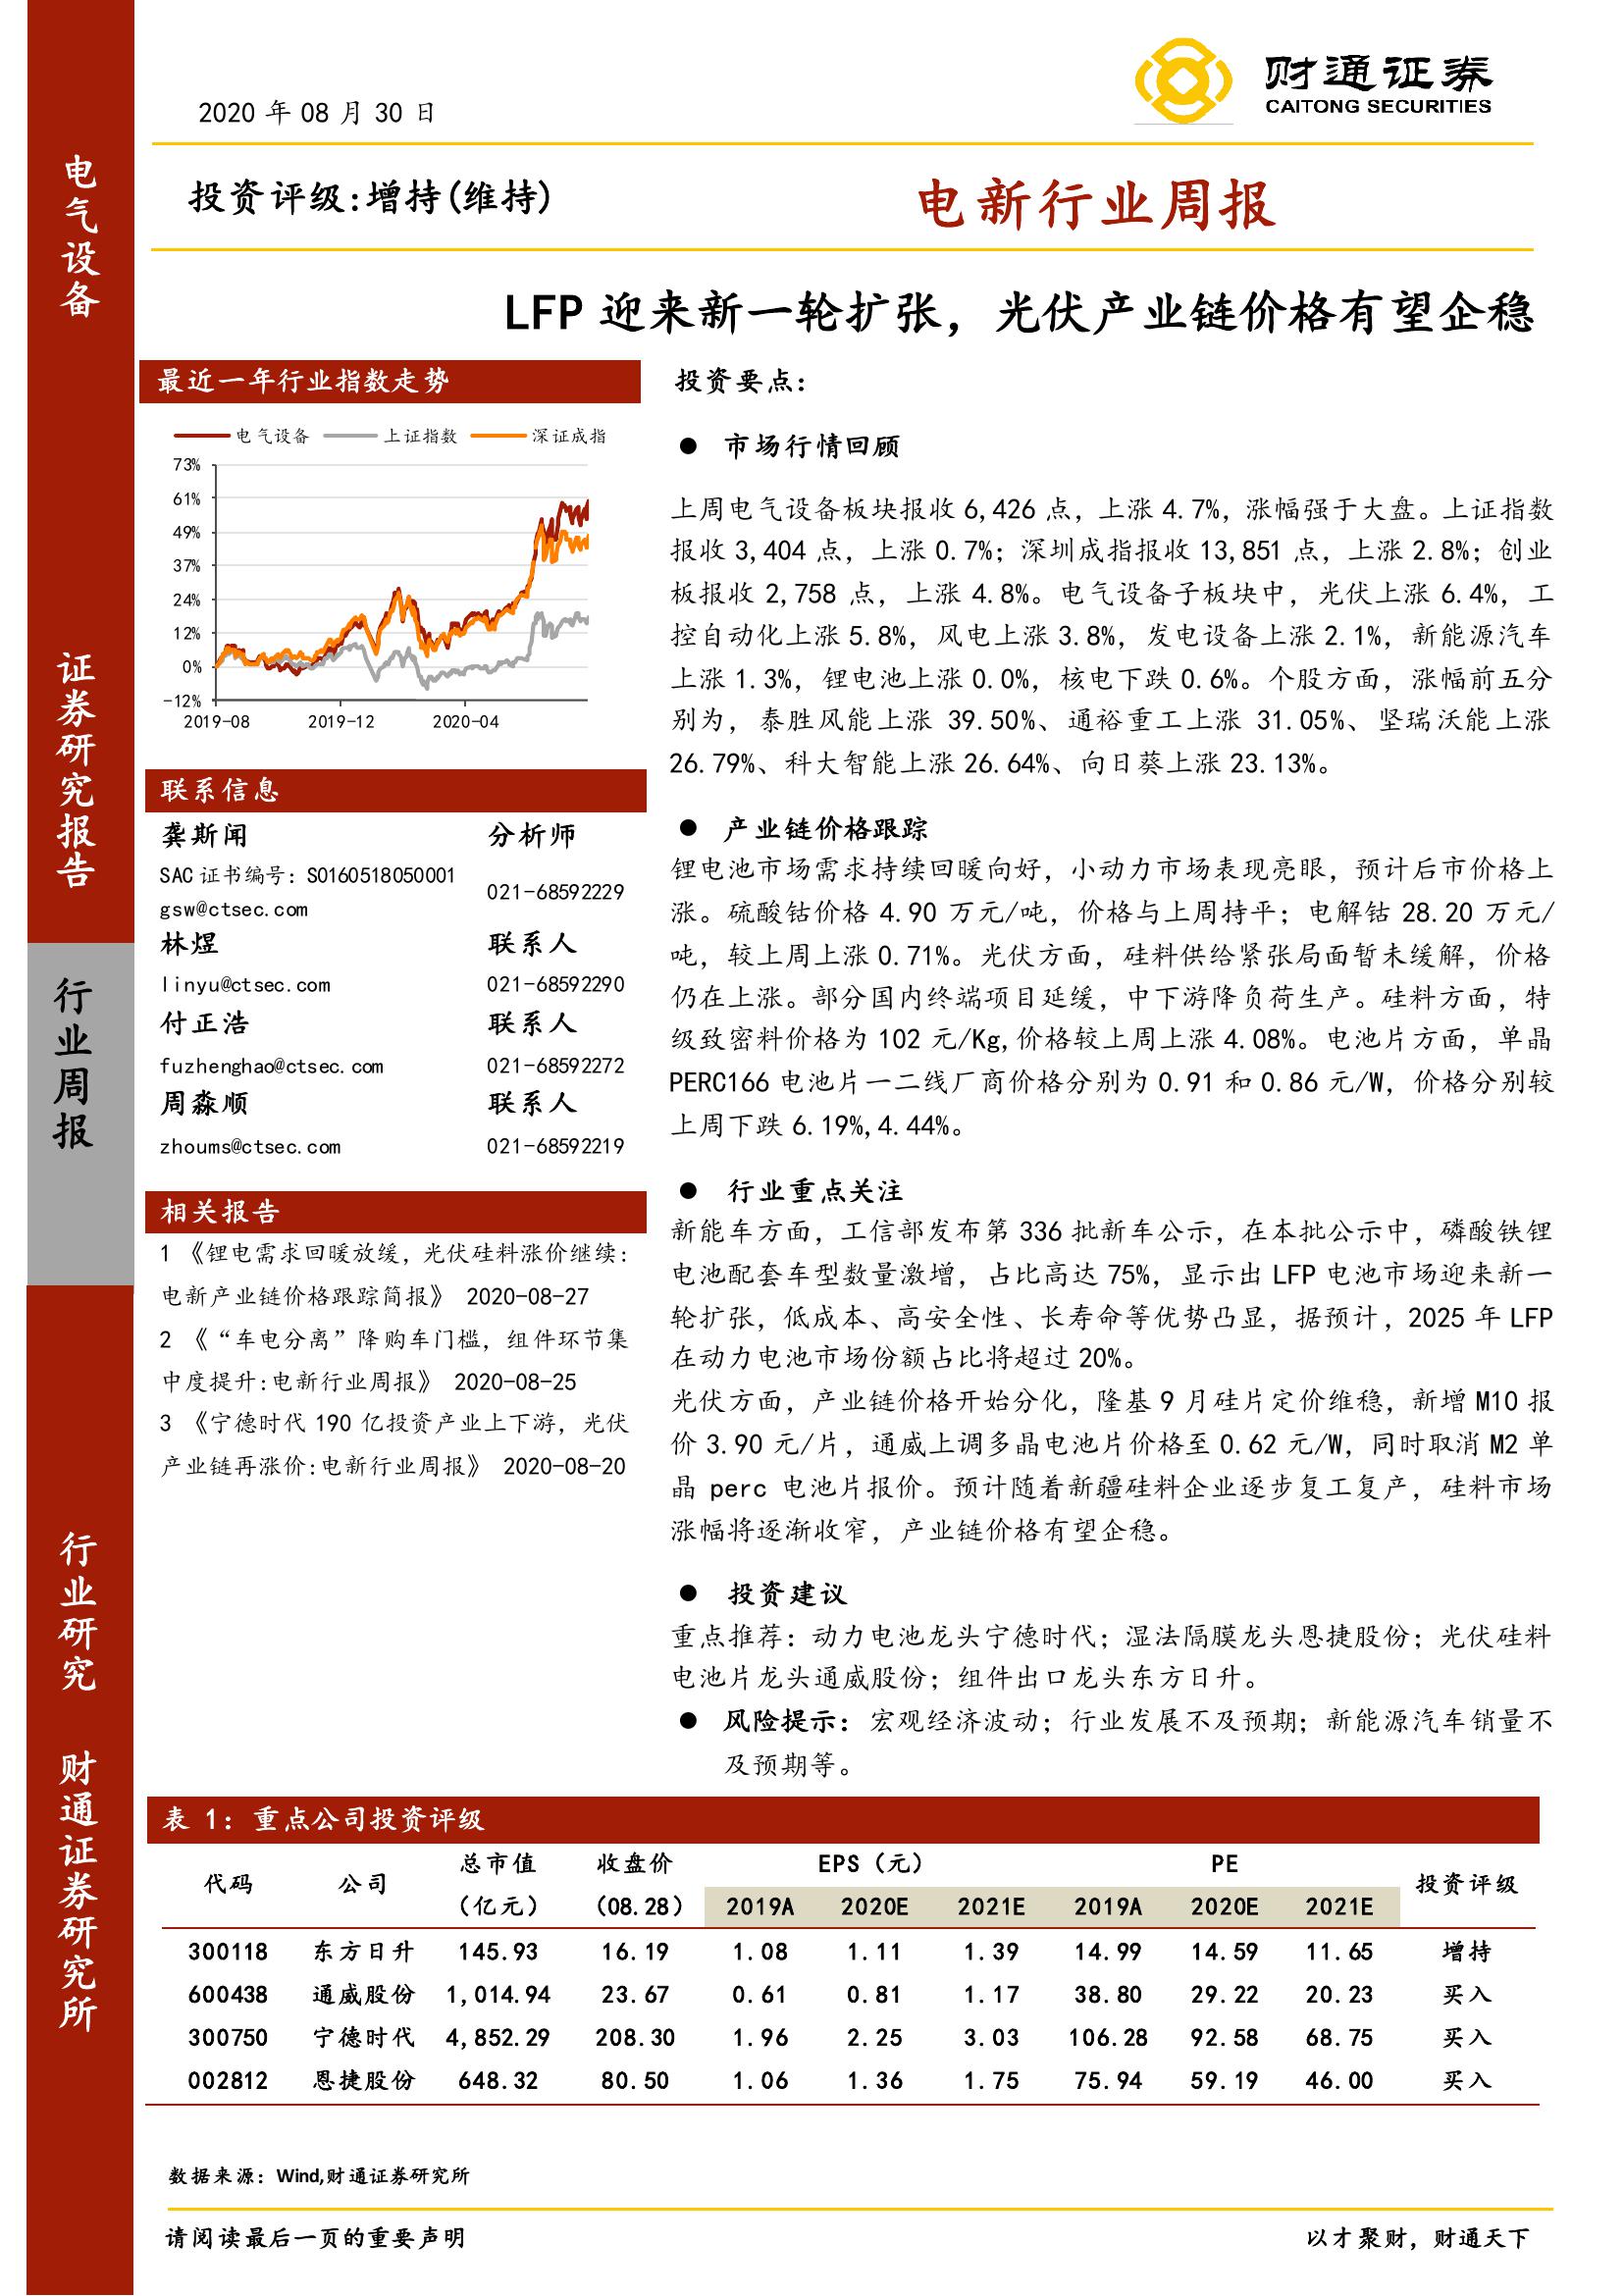 2020 年 08 月 30 日
财通证券
CAITONG SECURITIES
投资评级:增持(维持)
电新行业周报
LFP 迎来新一轮扩张，光伏产业链价格有望企稳
电气设备
证券研究报告
行业周报
行业研究
财通证券研究所
最近一年行业指数走势
电气设备 上证指数 深证成指
73%
61%
49%
37%
24%
12%
0%
-12%
2019-08 2019-12 2020-04
联系信息
龚斯闻 分析师
SAC 证书编号：S0160518050001
021-68592229
gsw@ctsec.com
林煜 联系人
linyu@ctsec.com 021-68592290
付正浩 联系人
fuzhenghao@ctsec.com 021-68592272
周淼顺 联系人
zhoums@ctsec.com 021-68592219
相关报告
1 《锂电需求回暖放缓，光伏硅料涨价继续:
电新产业链价格跟踪简报》 2020-08-27
2 《“车电分离”降购车门槛，组件环节集
中度提升:电新行业周报》 2020-08-25
3 《宁德时代 190 亿投资产业上下游，光伏
产业链再涨价:电新行业周报》 2020-08-20
投资要点：
● 市场行情回顾
上周电气设备板块报收 6,426 点，上涨 4.7%，涨幅强于大盘。上证指数
报收 3,404 点，上涨 0.7%；深圳成指报收 13,851 点，上涨 2.8%；创业
板报收 2,758 点，上涨 4.8%。电气设备子板块中，光伏上涨 6.4%，工
控自动化上涨 5.8%，风电上涨 3.8%，发电设备上涨 2.1%，新能源汽车
上涨 1.3%，锂电池上涨 0.0%，核电下跌 0.6%。个股方面，涨幅前五分
别为，泰胜风能上涨 39.50%、通裕重工上涨 31.05%、坚瑞沃能上涨
26.79%、科大智能上涨 26.64%、向日葵上涨 23.13%。
● 产业链价格跟踪
锂电池市场需求持续回暖向好，小动力市场表现亮眼，预计后市价格上
涨。硫酸钴价格 4.90 万元/吨，价格与上周持平；电解钴 28.20 万元/
吨，较上周上涨 0.71%。光伏方面，硅料供给紧张局面暂未缓解，价格
仍在上涨。部分国内终端项目延缓，中下游降负荷生产。硅料方面，特
级致密料价格为 102 元/Kg,价格较上周上涨 4.08%。电池片方面，单晶
PERC166 电池片一二线厂商价格分别为 0.91 和 0.86 元/W，价格分别较
上周下跌 6.19%,4.44%。
● 行业重点关注
新能车方面，工信部发布第 336 批新车公示，在本批公示中，磷酸铁锂
电池配套车型数量激增，占比高达 75%，显示出 LFP 电池市场迎来新一
轮扩张，低成本、高安全性、长寿命等优势凸显，据预计，2025 年 LFP
在动力电池市场份额占比将超过 20%。
光伏方面，产业链价格开始分化，隆基 9 月硅片定价维稳，新增 M10 报
价 3.90 元/片，通威上调多晶电池片价格至 0.62 元/W，同时取消 M2 单
晶 perc 电池片报价。预计随着新疆硅料企业逐步复工复产，硅料市场
涨幅将逐渐收窄，产业链价格有望企稳。
● 投资建议
重点推荐：动力电池龙头宁德时代；湿法隔膜龙头恩捷股份；光伏硅料
电池片龙头通威股份；组件出口龙头东方日升。
● 风险提示：宏观经济波动；行业发展不及预期；新能源汽车销量不
及预期等。
表 1：重点公司投资评级
代码 公司 总市值 收盘价 EPS（元） PE 投资评级
（亿元） （08.28） 2019A 2020E 2021E 2019A 2020E 2021E
300118 东方日升 145.93 16.19 1.08 1.11 1.39 14.99 14.59 11.65 增持
600438 通威股份 1,014.94 23.67 0.61 0.81 1.17 38.80 29.22 20.23 买入
300750 宁德时代 4,852.29 208.30 1.96 2.25 3.03 106.28 92.58 68.75 买入
002812 恩捷股份 648.32 80.50 1.06 1.36 1.75 75.94 59.19 46.00 买入
数据来源：Wind,财通证券研究所
请阅读最后一页的重要声明
以才聚财，财通天下